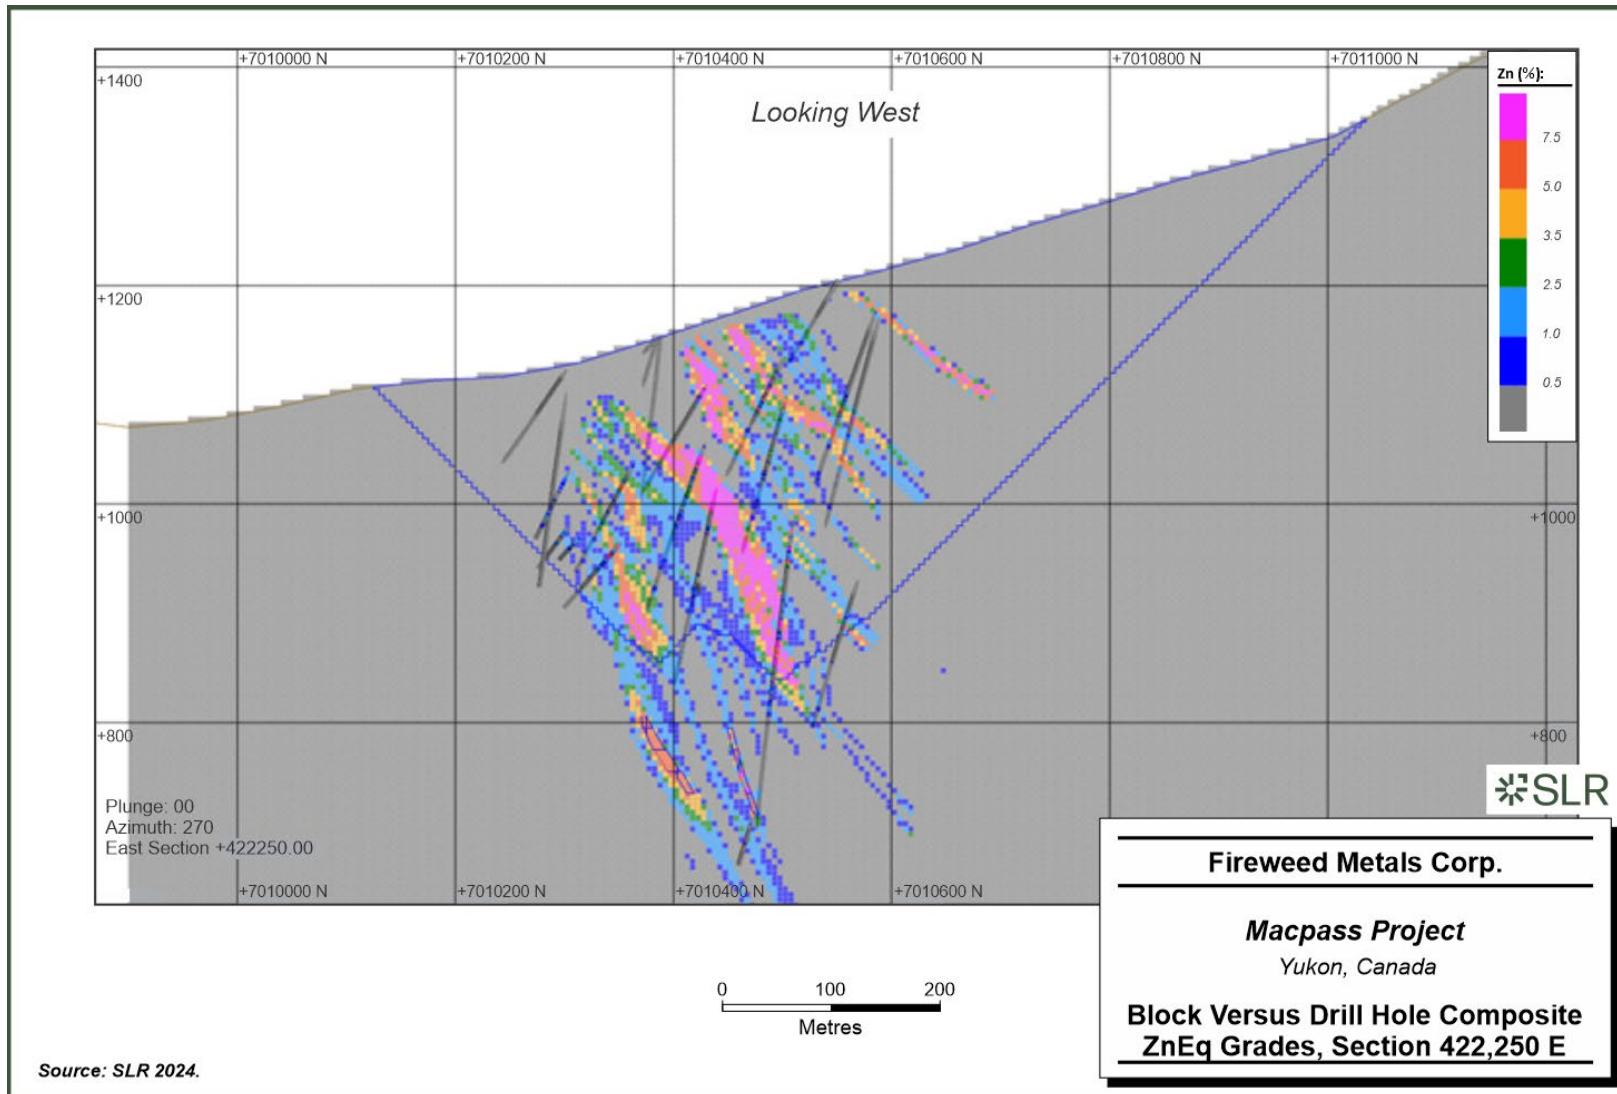 +7010000 N
+7010200 N
+7010400 N
+7010600 N
+7010800 N
+7011000 N
+1400
Looking West
Zn (%):
7.5
5.0
3.5
2.5
1.0
0.5
+1200
+1000
+1000
+800
+800
SLR
Plunge: 00
Azimuth: 270
East Section +422250.00
+7010000 N
+7010200 N
+7010400 N
+7010600 N
Fireweed Metals Corp.
Macpass Project
Yukon, Canada
Block Versus Drill Hole Composite
ZnEq Grades, Section 422,250 E
0 100 200
Metres
Source: SLR 2024.